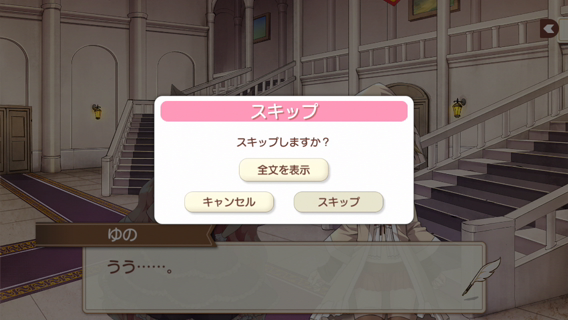 スキップ
スキップしますか？
全文を表示
キャンセル
スキップ
ゆの
うう……。